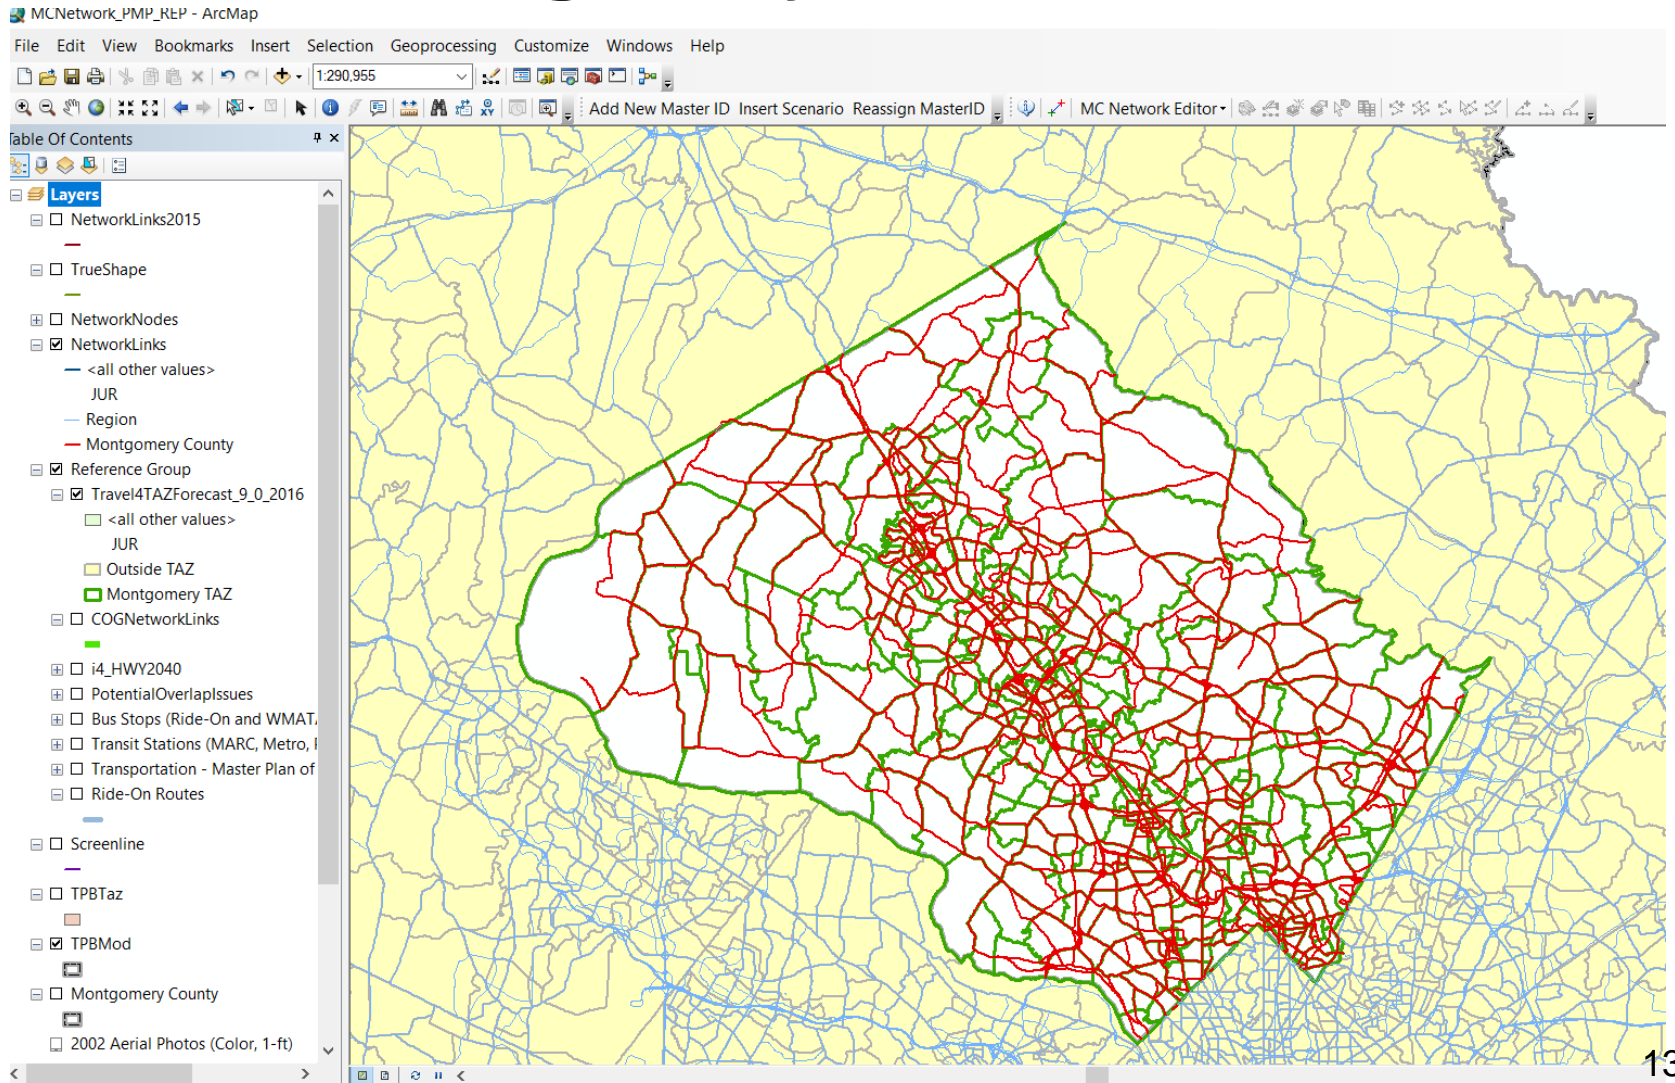 MCNetwork_PMP_REP - ArcMap
File Edit View Bookmarks Insert Selection Geoprocessing Customize Windows Help
1:290,955
Add New Master ID Insert Scenario Reassign MasterID MC Network Editor
Table Of Contents
Layers
NetworkLinks2015
TrueShape
NetworkNodes
NetworkLinks
<all other values>
JUR
Region
Montgomery County
Reference Group
Travel4TAZForecast_9_0_2016
<all other values>
JUR
Outside TAZ
Montgomery TAZ
COGNetworkLinks
i4_HWY2040
PotentialOverlapIssues
Bus Stops (Ride-On and WMAT
Transit Stations (MARC, Metro,
Transportation - Master Plan of
Ride-On Routes
Screenline
TPBTaz
TPBMod
Montgomery County
2002 Aerial Photos (Color, 1-ft)
13